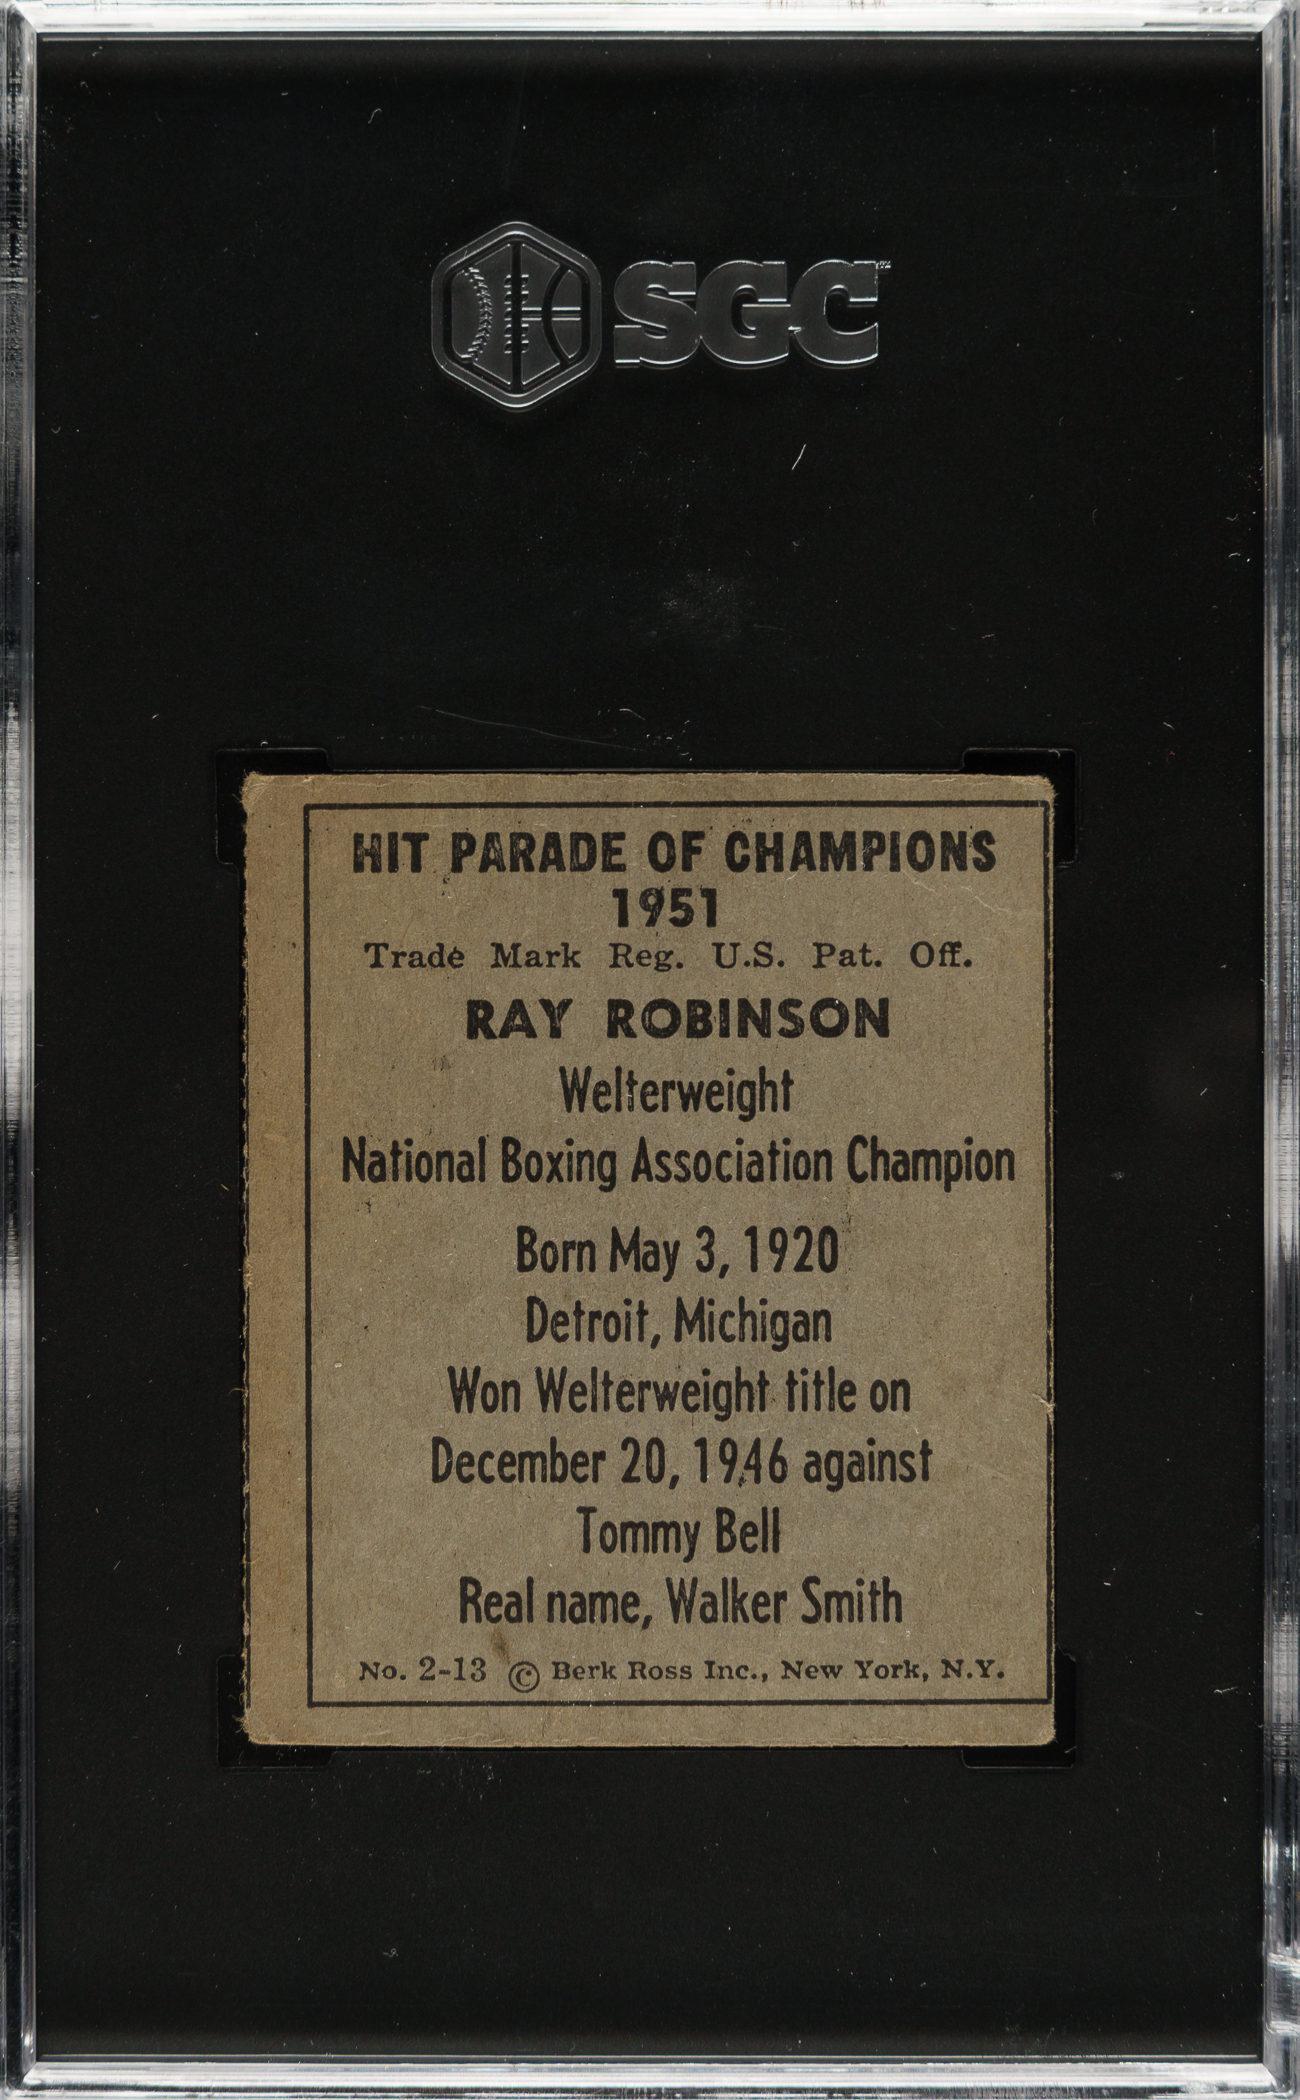 SGC
HIT PARADE OF CHAMPIONS
1951
Trade Mark Reg. U.S. Pat. Off.
RAY ROBINSON
Welterweight
National Boxing Association Champion
Born May 3, 1920
Detroit, Michigan
Won Welterweight title on
December 20, 1946 against
Tommy Bell
Real name, Walker Smith
No. 2-13 © Berk Ross Inc., New York, N.Y.